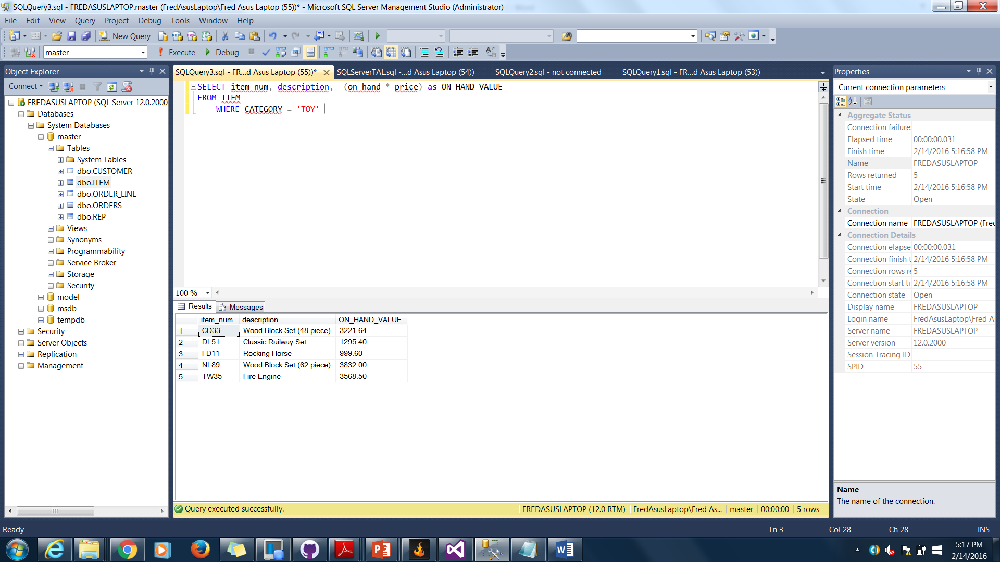 SQLQuery3.sql - FREDASUSLAPTOP.master (FredAsusLaptop\Fred Asus Laptop (55))* - Microsoft SQL Server Management Studio (Administrator)
File Edit View Query Project Debug Tools Window Help
New Query
master Execute Debug
Object Explorer
Connect
FREDASUSLAPTOP (SQL Server 12.0.2000
Databases
System Databases
master
Tables
System Tables
dbo.CUSTOMER
dbo.ITEM
dbo.ORDER_LINE
dbo.ORDERS
dbo.REP
Views
Synonyms
Programmability
Service Broker
Storage
Security
model
msdb
tempdb
Security
Server Objects
Replication
Management
SQLQuery3.sql - FR...d Asus Laptop (55))* SQLServerTAL.sql -...d Asus Laptop (54)) SQLQuery2.sql - not connected SQLQuery1.sql - FR...d Asus Laptop (53))
SELECT item_num, description, (on_hand * price) as ON_HAND_VALUE
FROM ITEM
WHERE CATEGORY = 'TOY'
100 %
Results Messages
item_num description ON_HAND_VALUE
1 CD33 Wood Block Set (48 piece) 3221.64
2 DL51 Classic Railway Set 1295.40
3 FD11 Rocking Horse 999.60
4 NL89 Wood Block Set (62 piece) 3832.00
5 TW35 Fire Engine 3568.50
Query executed successfully. FREDASUSLAPTOP (12.0 RTM) FredAsusLaptop\Fred As... master 00:00:00 5 rows
Properties
Current connection parameters
Aggregate Status
Connection failure
Elapsed time 00:00:00.031
Finish time 2/14/2016 5:16:58 PM
Name FREDASUSLAPTOP
Rows returned 5
Start time 2/14/2016 5:16:58 PM
State Open
Connection
Connection name FREDASUSLAPTOP (Fred
Connection Details
Connection elapse 00:00:00.031
Connection finish t 2/14/2016 5:16:58 PM
Connection rows re 5
Connection start ti 2/14/2016 5:16:58 PM
Connection state Open
Display name FREDASUSLAPTOP
Login name FredAsusLaptop\Fred As
Server name FREDASUSLAPTOP
Server version 12.0.2000
Session Tracing ID
SPID 55
Name
The name of the connection.
Ready Ln 3 Col 28 Ch 28 INS
5:17 PM
2/14/2016